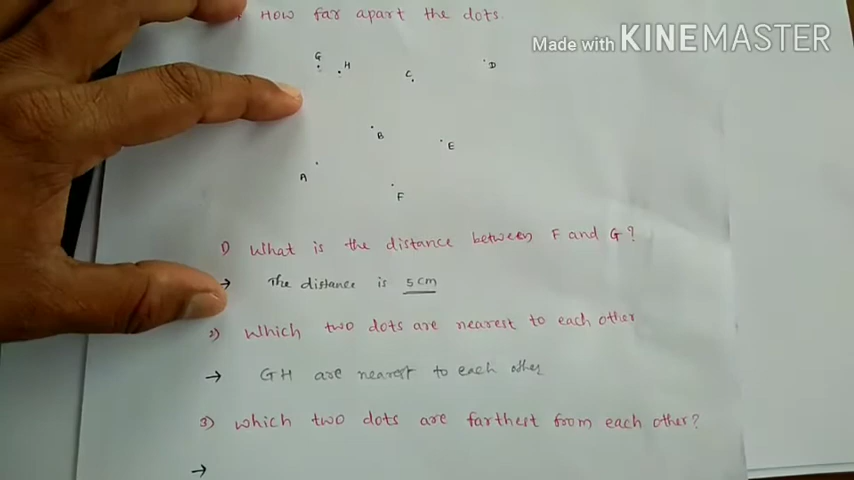 How far apart the dots.
Made with KINEMASTER
G
H
C
D
B
E
A
F
1) What is the distance between F and G?
→ The distance is 5 cm
2) Which two dots are nearest to each other
→ GH are nearest to each other
3) which two dots are farthest from each other?
→